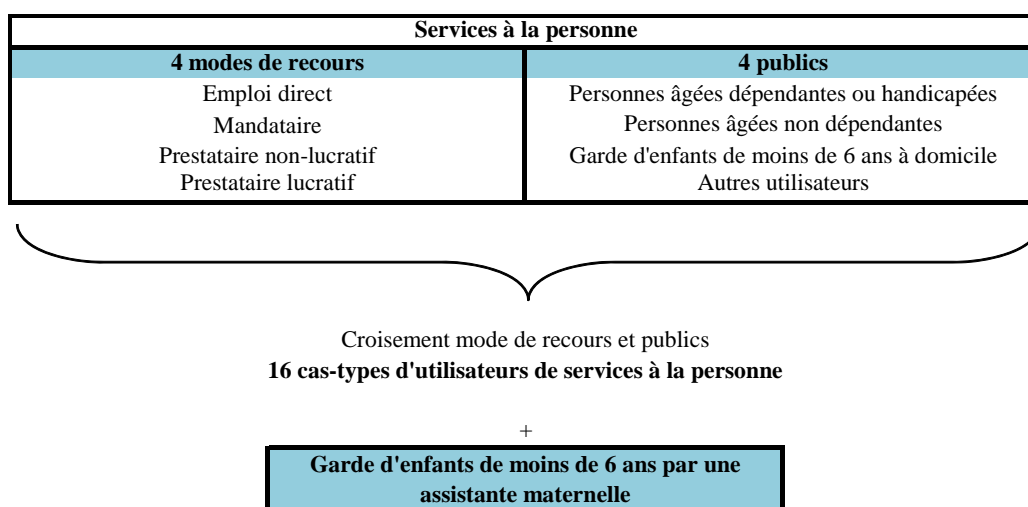 Services à la personne
4 modes de recours
4 publics
Emploi direct
Personnes âgées dépendantes ou handicapées
Mandataire
Personnes âgées non dépendantes
Prestataire non-lucratif
Garde d'enfants de moins de 6 ans à domicile
Prestataire lucratif
Autres utilisateurs
Croisement mode de recours et publics
16 cas-types d'utilisateurs de services à la personne
+
Garde d'enfants de moins de 6 ans par une
assistante maternelle